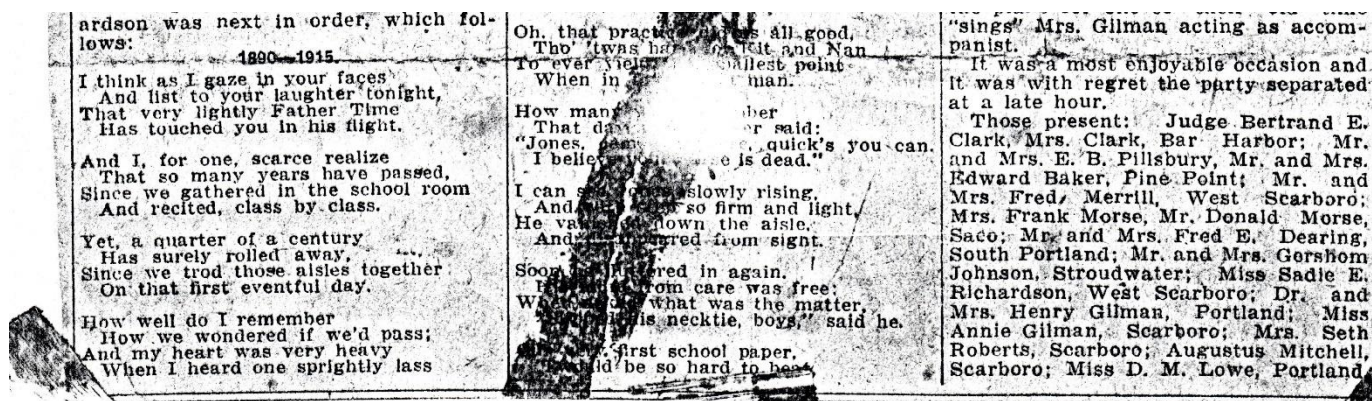 ardson was next in order, which fol-
lows:
1890—1915.
I think as I gaze in your faces
And list to your laughter tonight,
That very lightly Father Time
Has touched you in his flight.
And I, for one, scarce realize
That so many years have passed,
Since we gathered in the school room
And recited, class by class.
Yet, a quarter of a century
Has surely rolled away,
Since we trod those aisles together
On that first eventful day.
How well do I remember
How we wondered if we'd pass;
And my heart was very heavy
When I heard one sprightly lass
Oh, that practice all good,
Tho' 'twas Kit and Nan
To ever point
When in man.
How many
That said:
"Jones, quick's you can.
I believe is dead."
I can slowly rising,
And so firm and light,
He down the aisle,
And from sight.
Soon in again.
from care was free;
what was the matter,
necktie, boys," said he.
first school paper,
be so hard to beat
"sings" Mrs. Gilman acting as accom-
panist.
It was a most enjoyable occasion and
it was with regret the party separated
at a late hour.
Those present: Judge Bertrand E.
Clark, Mrs. Clark, Bar Harbor; Mr.
and Mrs. E. B. Pillsbury, Mr. and Mrs.
Edward Baker, Pine Point; Mr. and
Mrs. Fred Merrill, West Scarboro;
Mrs. Frank Morse, Mr. Donald Morse,
Saco; Mr. and Mrs. Fred E. Dearing,
South Portland; Mr. and Mrs. Gershom
Johnson, Stroudwater; Miss Sadie E.
Richardson, West Scarboro; Dr. and
Mrs. Henry Gilman, Portland; Miss
Annie Gilman, Scarboro; Mrs. Seth
Roberts, Scarboro; Augustus Mitchell,
Scarboro; Miss D. M. Lowe, Portland.